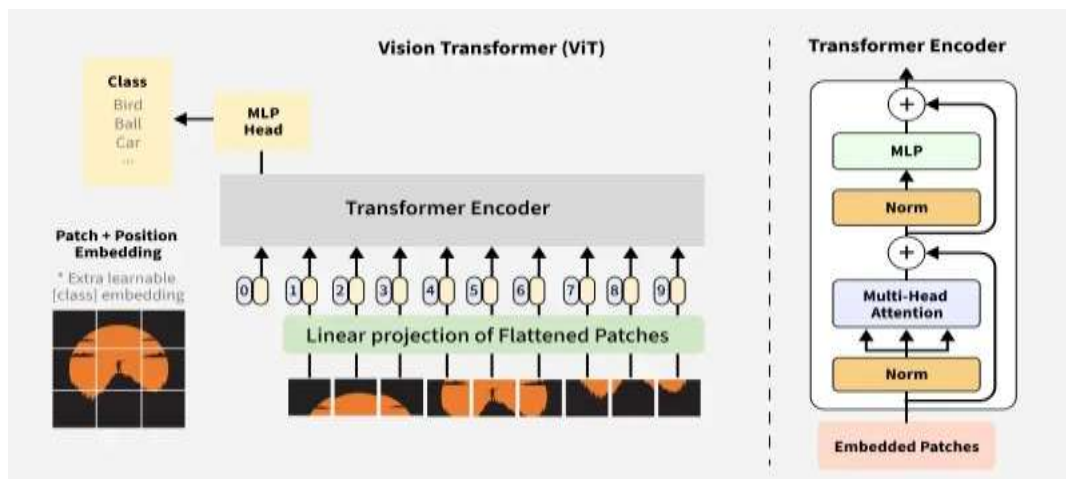 Vision Transformer (ViT)
Class
Bird
Ball
Car
...
MLP
Head
Transformer Encoder
Patch + Position
Embedding
* Extra learnable
[class] embedding
0 1 2 3 4 5 6 7 8 9
Linear projection of Flattened Patches
Transformer Encoder
+
MLP
Norm
+
Multi-Head
Attention
Norm
Embedded Patches